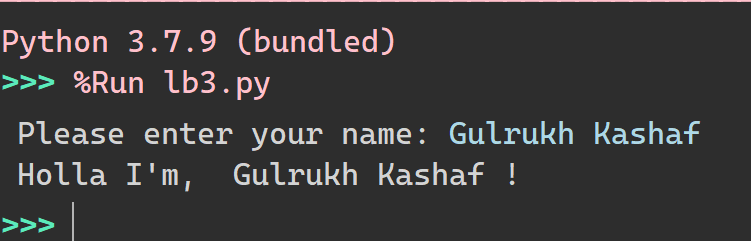 Python 3.7.9 (bundled)
>>> %Run lb3.py
Please enter your name: Gulrukh Kashaf
Holla I'm,  Gulrukh Kashaf !
>>>